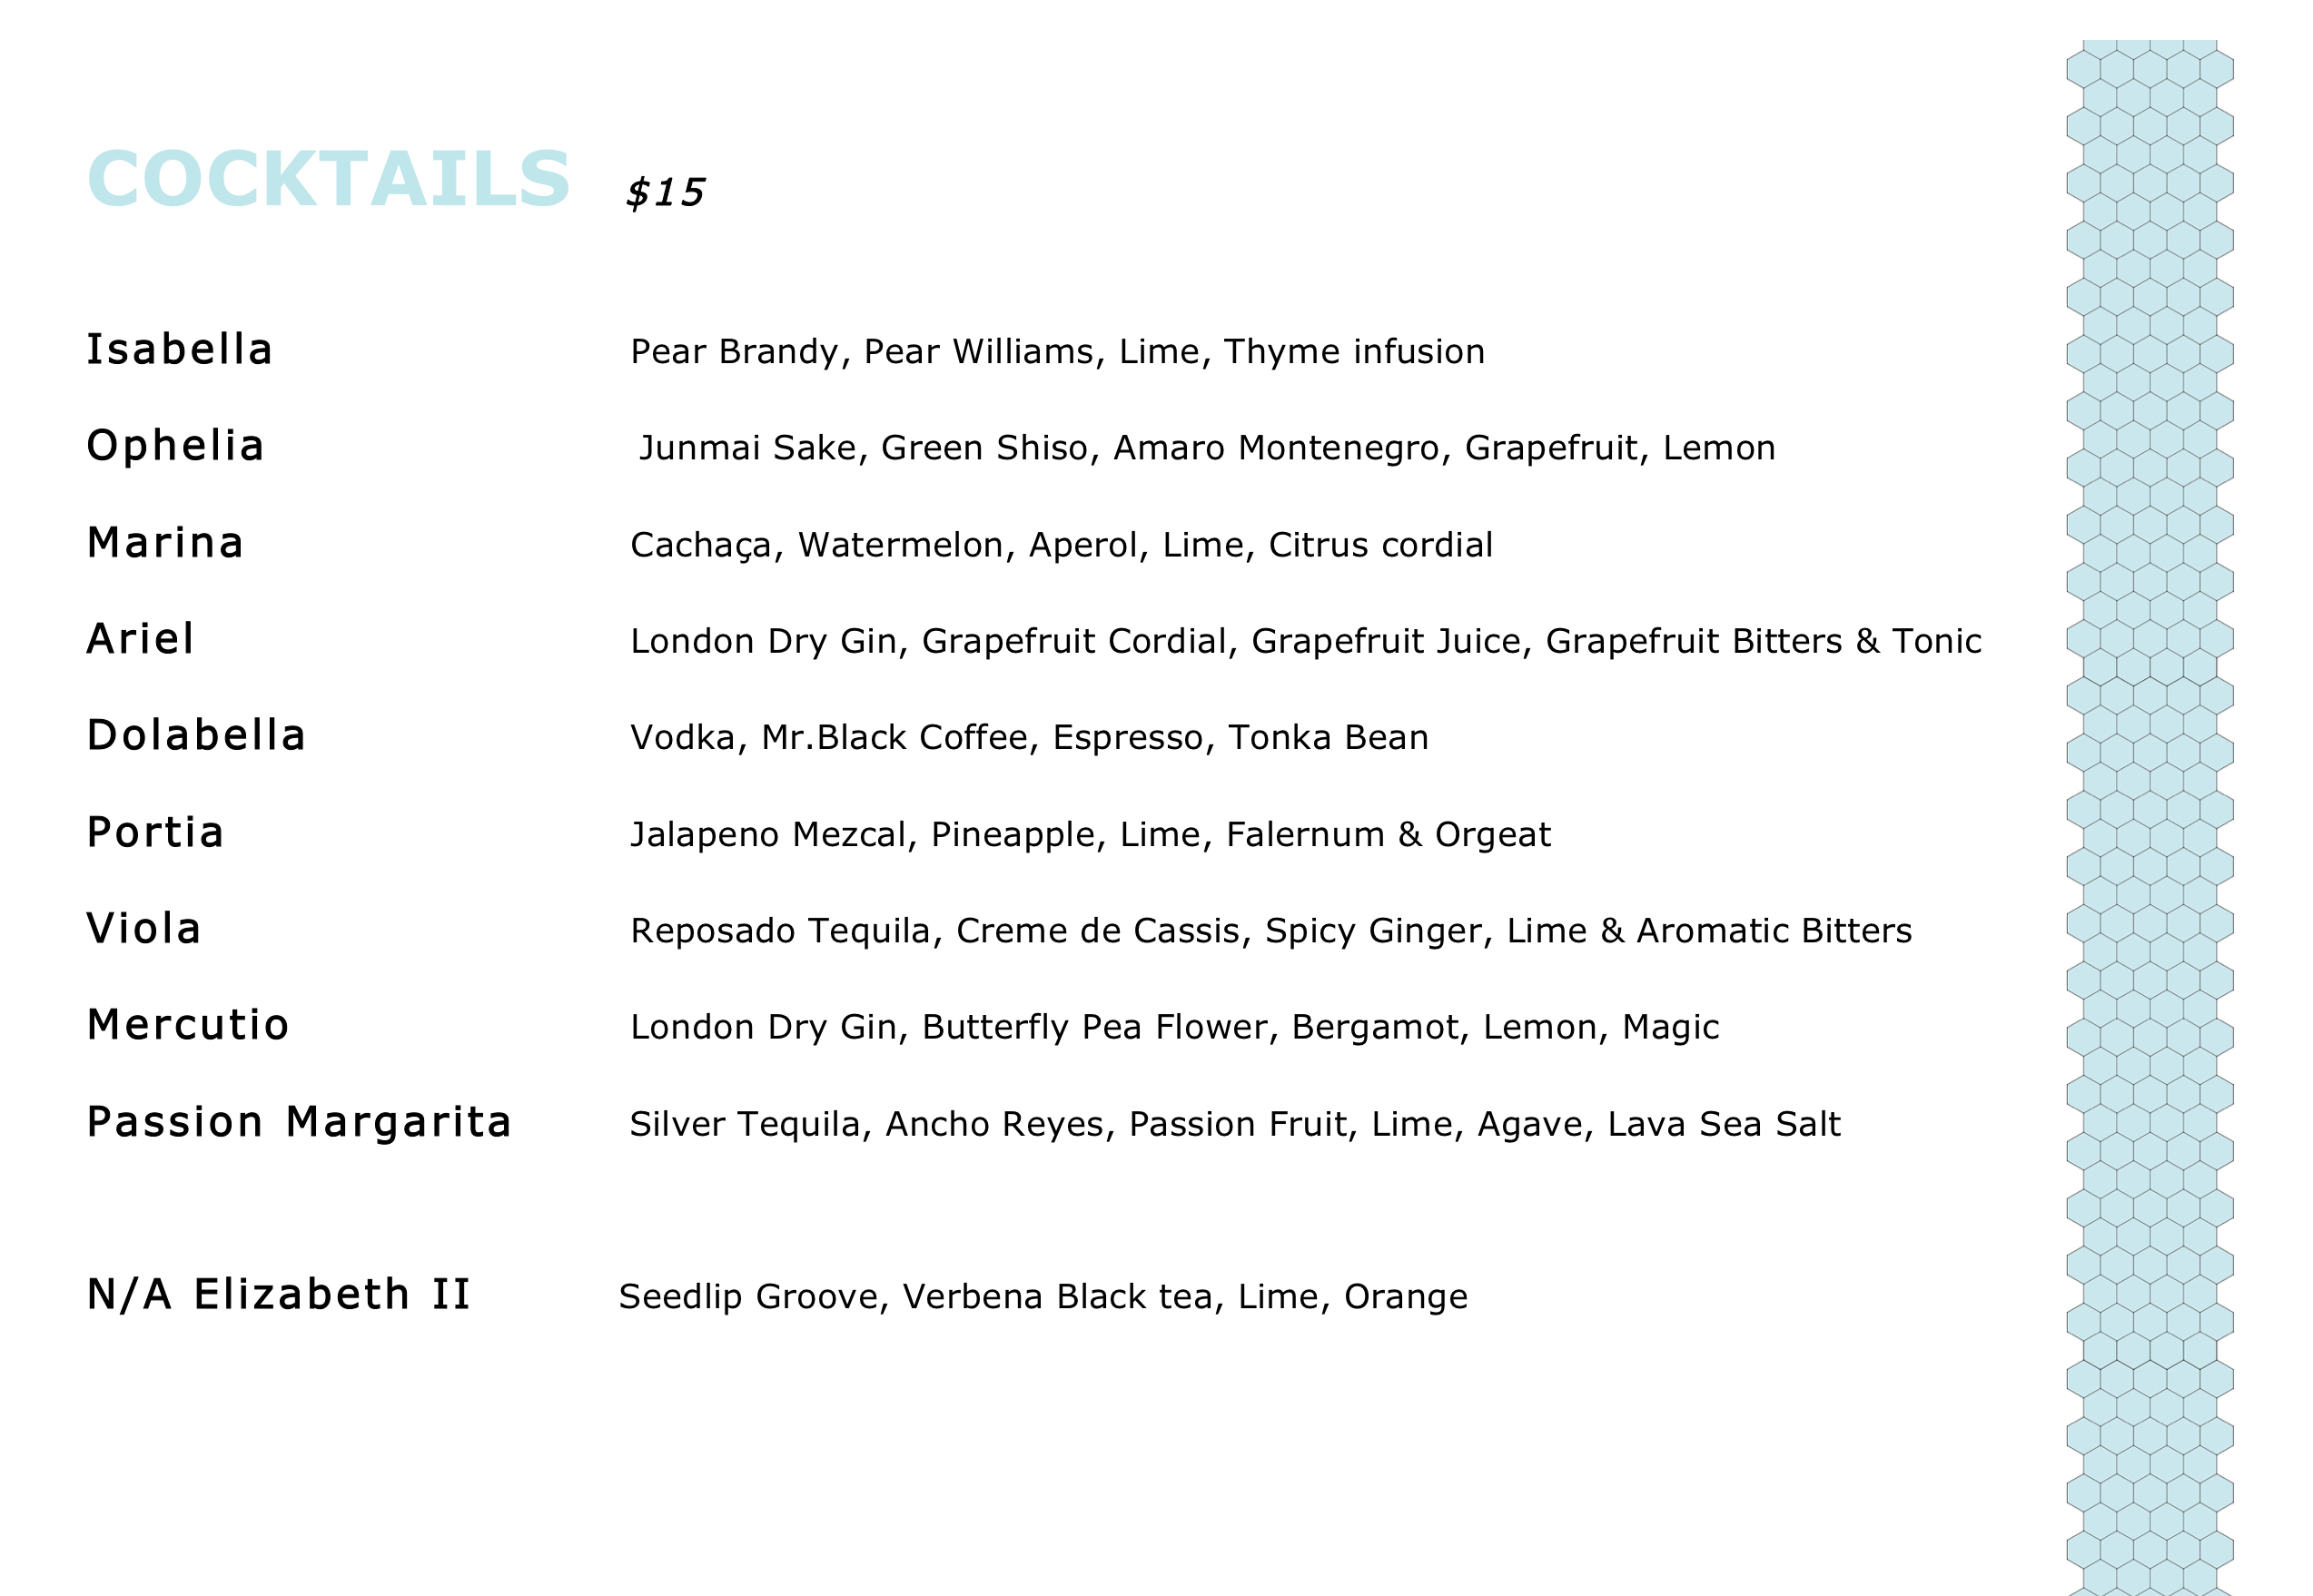 COCKTAILS $15
Isabella Pear Brandy, Pear Williams, Lime, Thyme infusion
Ophelia Junmai Sake, Green Shiso, Amaro Montenegro, Grapefruit, Lemon
Marina Cachaça, Watermelon, Aperol, Lime, Citrus cordial
Ariel London Dry Gin, Grapefruit Cordial, Grapefruit Juice, Grapefruit Bitters & Tonic
Dolabella Vodka, Mr.Black Coffee, Espresso, Tonka Bean
Portia Jalapeno Mezcal, Pineapple, Lime, Falernum & Orgeat
Viola Reposado Tequila, Creme de Cassis, Spicy Ginger, Lime & Aromatic Bitters
Mercutio London Dry Gin, Butterfly Pea Flower, Bergamot, Lemon, Magic
Passion Margarita Silver Tequila, Ancho Reyes, Passion Fruit, Lime, Agave, Lava Sea Salt
N/A Elizabeth II Seedlip Groove, Verbena Black tea, Lime, Orange